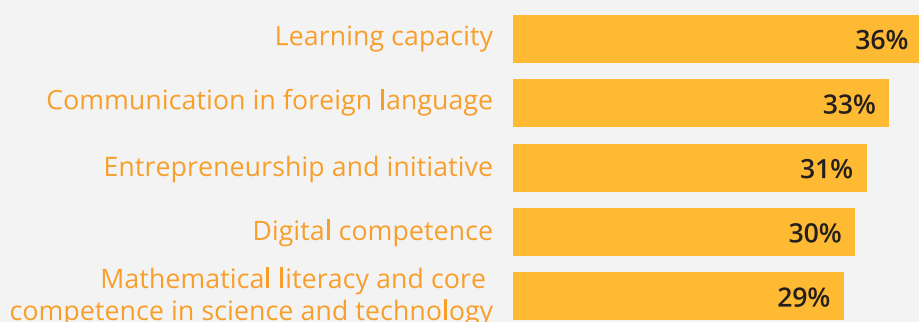 Learning capacity 36%
Communication in foreign language 33%
Entrepreneurship and initiative 31%
Digital competence 30%
Mathematical literacy and core
competence in science and technology 29%